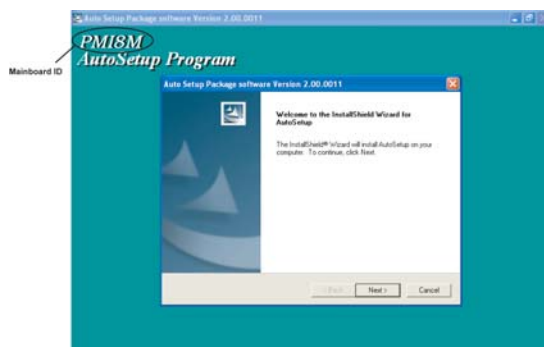 Auto Setup Package software Version 2.00.0011
PMI8M
AutoSetup Program
Mainboard ID
Auto Setup Package software Version 2.00.0011
Welcome to the InstallShield Wizard for
AutoSetup
The InstallShield® Wizard will install AutoSetup on your
computer. To continue, click Next.
< Back
Next >
Cancel